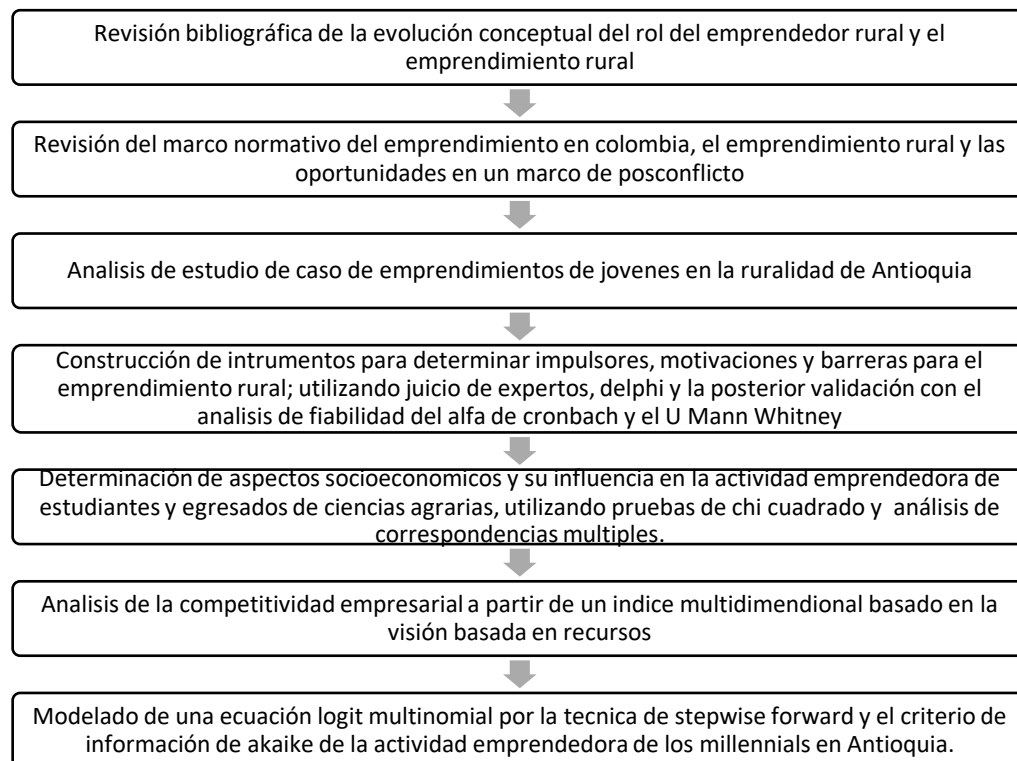 Revisión bibliográfica de la evolución conceptual del rol del emprendedor rural y el
emprendimiento rural
Revisión del marco normativo del emprendimiento en colombia, el emprendimiento rural y las
oportunidades en un marco de posconflicto
Analisis de estudio de caso de emprendimientos de jovenes en la ruralidad de Antioquia
Construcción de intrumentos para determinar impulsores, motivaciones y barreras para el
emprendimiento rural; utilizando juicio de expertos, delphi y la posterior validación con el
analisis de fiabilidad del alfa de cronbach y el U Mann Whitney
Determinación de aspectos socioeconomicos y su influencia en la actividad emprendedora de
estudiantes y egresados de ciencias agrarias, utilizando pruebas de chi cuadrado y análisis de
correspondencias multiples.
Analisis de la competitividad empresarial a partir de un indice multidimendional basado en la
visión basada en recursos
Modelado de una ecuación logit multinomial por la tecnica de stepwise forward y el criterio de
información de akaike de la actividad emprendedora de los millennials en Antioquia.